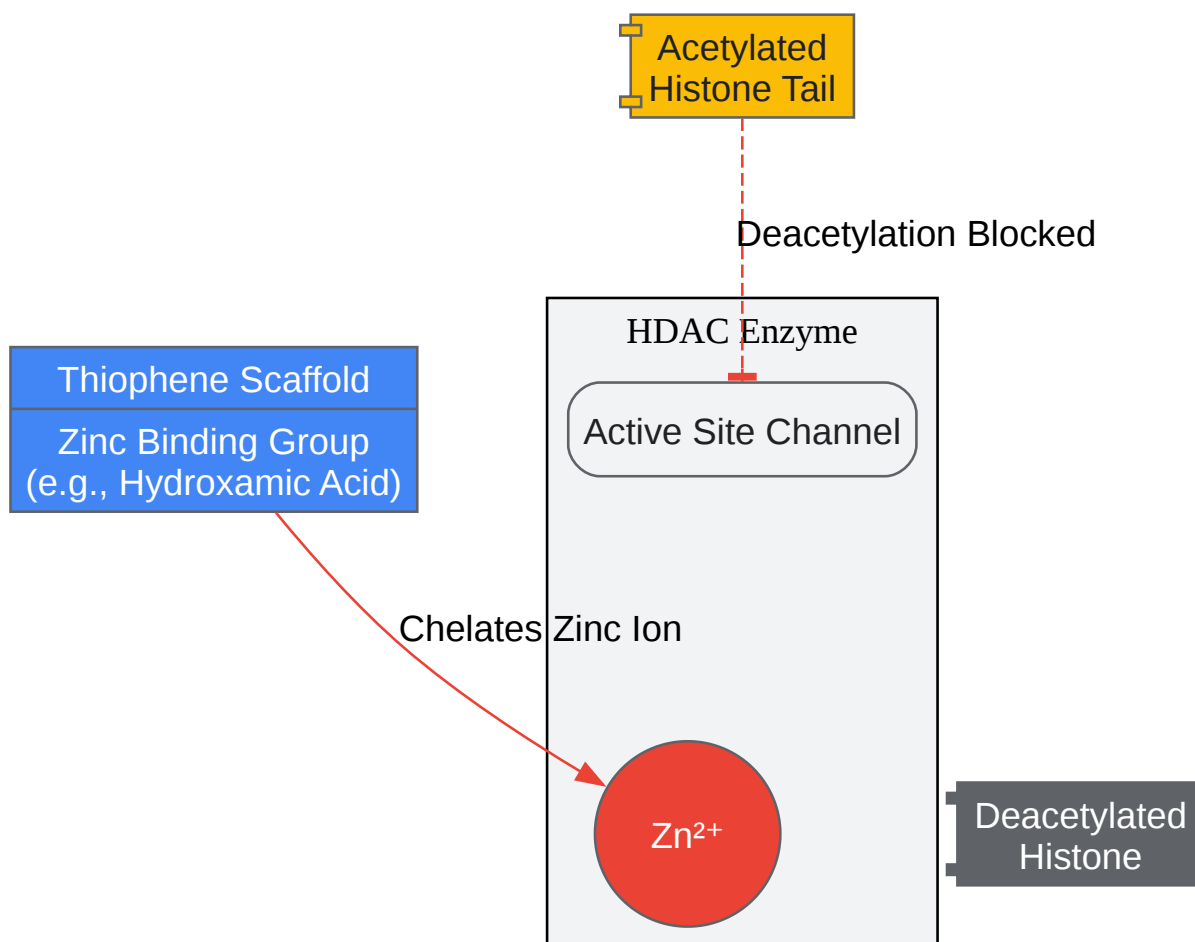 Acetylated
Histone Tail
Deacetylation Blocked
HDAC Enzyme
Thiophene Scaffold
Zinc Binding Group
(e.g., Hydroxamic Acid)
Active Site Channel
Chelates Zinc Ion
Zn²⁺
Deacetylated
Histone